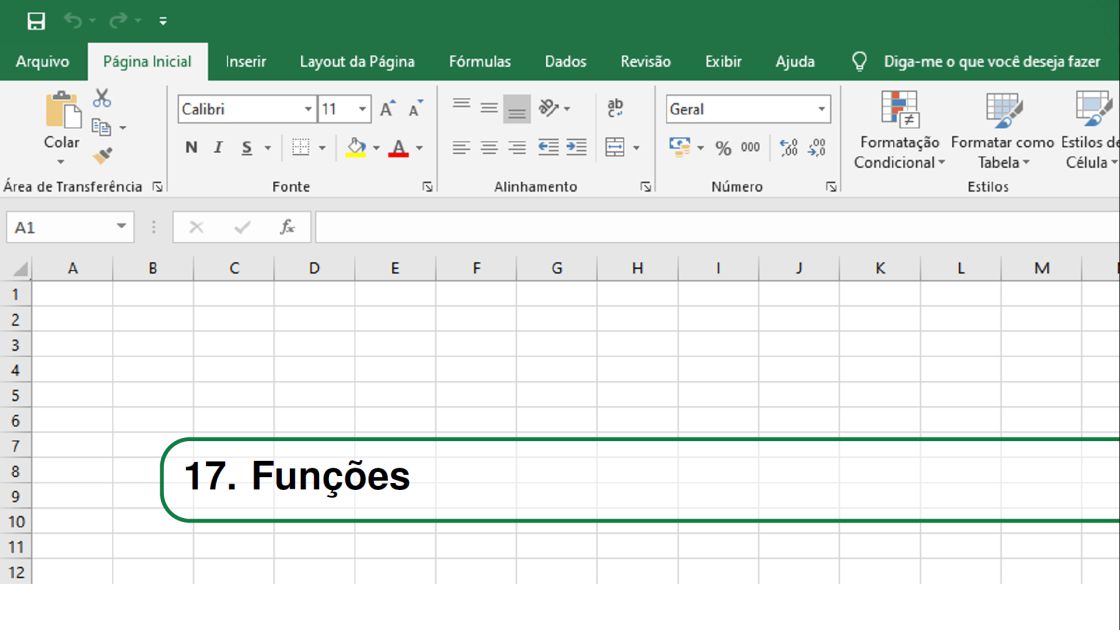 Arquivo Página Inicial Inserir Layout da Página Fórmulas Dados Revisão Exibir Ajuda Diga-me o que você deseja fazer
Colar
Calibri 11
N I S
ab
c
Geral
% 000
Formatação Condicional
Formatar como Tabela
Estilos de Célula
Área de Transferência Fonte Alinhamento Número Estilos
A1 fx
A B C D E F G H I J K L M
1
2
3
4
5
6
7
8
9
10
11
12
17. Funções